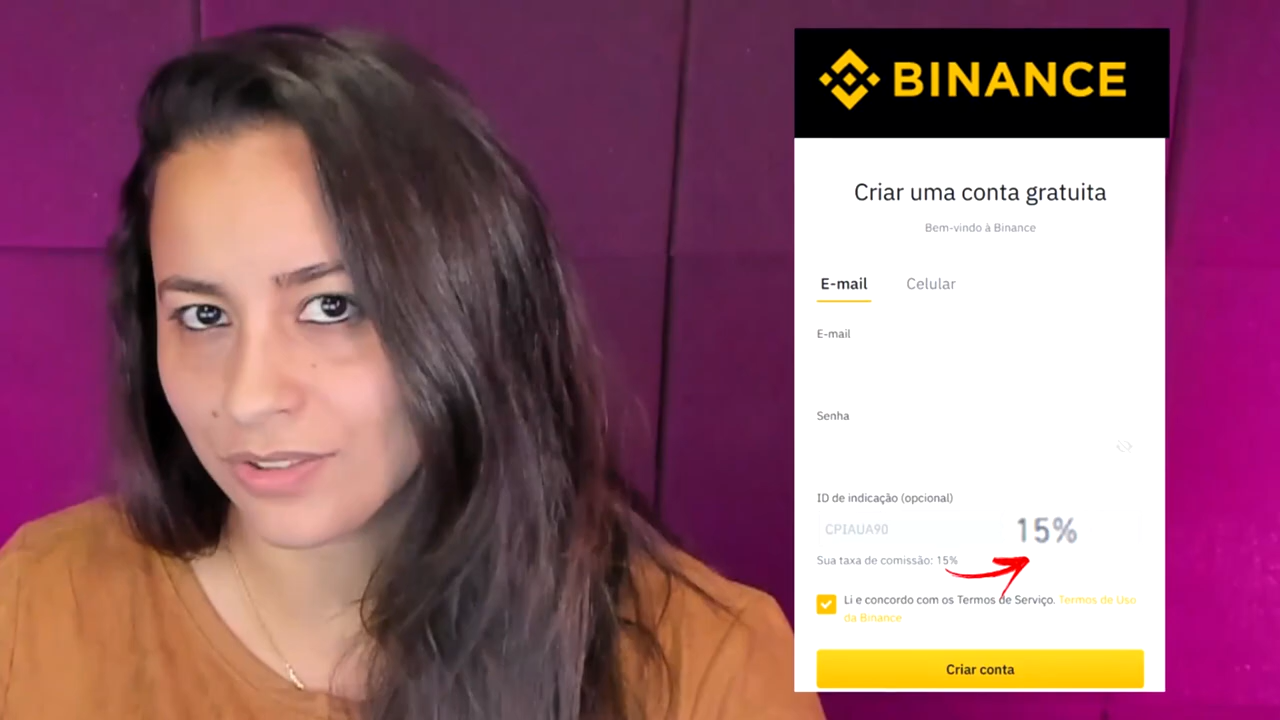 BINANCE
Criar uma conta gratuita
Bem-vindo à Binance
E-mail Celular
E-mail
Senha
ID de indicação (opcional)
CPIAUA90 15%
Sua taxa de comissão: 15%
Li e concordo com os Termos de Serviço. Termos de Uso
da Binance
Criar conta